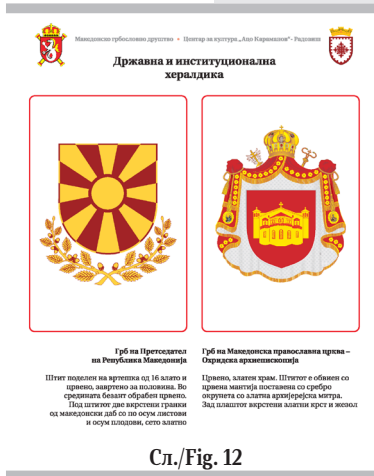 Македонско грбословно друштво • Центар за култура „Ацо Караманов“ - Радовиш
Државна и институционална
хералдика
Грб на Претседател
на Република Македонија
Штит поделен на вртешка од 16 злато и
црвено, завртено за половина. Во
средината безант обрабен црвено.
Под штитот две вкрстени гранки
од македонски даб со по осум листови
и осум плодови, сето златно
Грб на Македонска православна црква –
Охридска архиепископија
Црвено, златен храм. Штитот е обвиен со
црвена мантија поставена со сребро
окрунета со златна архијерејска митра.
Зад плаштот вкрстени златни крст и жезол
Сл./Fig. 12